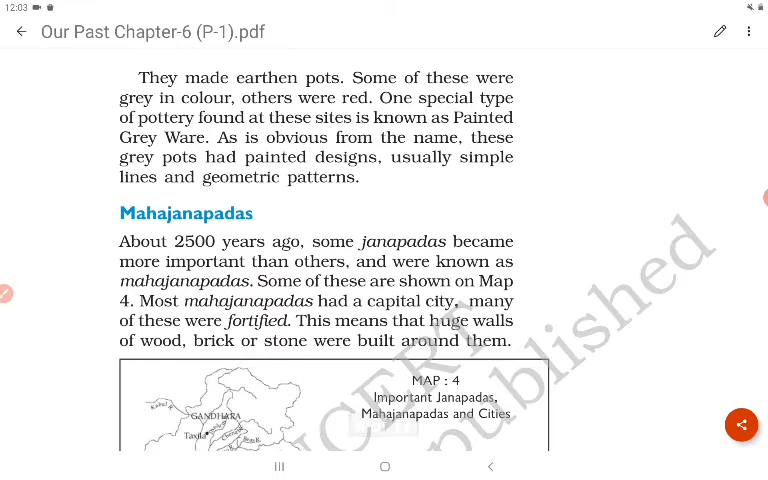 12:03
Our Past Chapter-6 (P-1).pdf
They made earthen pots. Some of these were
grey in colour, others were red. One special type
of pottery found at these sites is known as Painted
Grey Ware. As is obvious from the name, these
grey pots had painted designs, usually simple
lines and geometric patterns.
Mahajanapadas
About 2500 years ago, some janapadas became
more important than others, and were known as
mahajanapadas. Some of these are shown on Map
4. Most mahajanapadas had a capital city, many
of these were fortified. This means that huge walls
of wood, brick or stone were built around them.
MAP : 4
Important Janapadas,
Mahajanapadas and Cities
Kabul R.
GANDHARA
Taxila
NCERT
republished